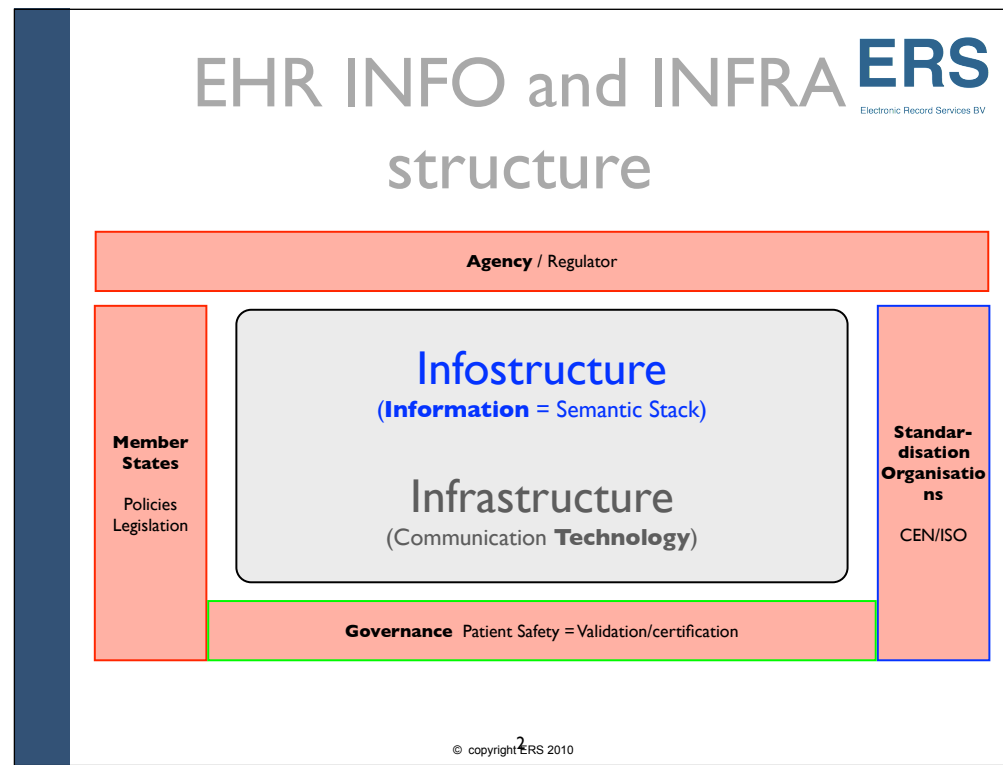 EHR INFO and INFRA
structure
ERS
Electronic Record Services BV
Agency / Regulator
Member
States
Policies
Legislation
Infostructure
(Information = Semantic Stack)
Infrastructure
(Communication Technology)
Standar-
disation
Organisatio
ns
CEN/ISO
Governance Patient Safety = Validation/certification
2
© copyright ERS 2010